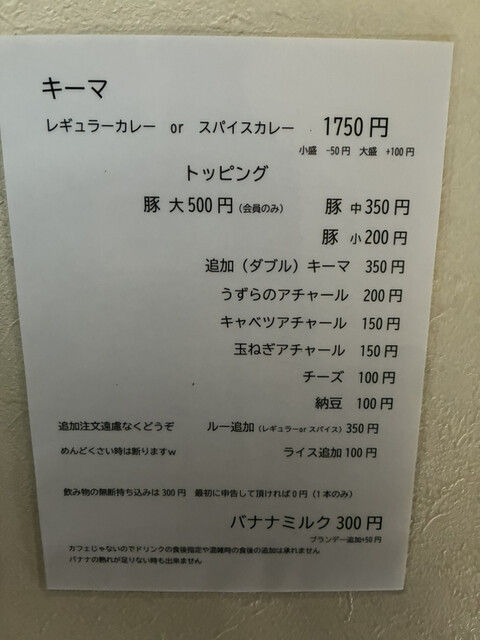 キーマ
レギュラーカレー or スパイスカレー 1750円
小盛 -50円 大盛 +100円
トッピング
豚 大500円(会員のみ) 豚 中350円
豚 小200円
追加(ダブル)キーマ 350円
うずらのアチャール 200円
キャベツアチャール 150円
玉ねぎアチャール 150円
チーズ 100円
納豆 100円
追加注文遠慮なくどうぞ ルー追加(レギュラーor スパイス)350円
めんどくさい時は断りますw ライス追加100円
飲み物の無断持ち込みは300円 最初に申告して頂ければ0円(1本のみ)
バナナミルク300円
ブランデー追加+50円
カフェじゃないのでドリンクの食後指定や混雑時の食後の追加は承れません
バナナの熟れが足りない時も出来ません